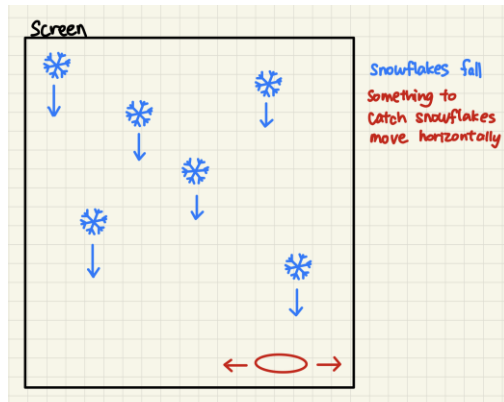 Screen
Snowflakes fall
Something to
catch snowflakes
move horizontally